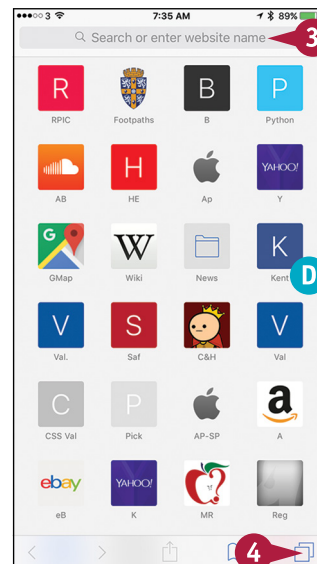 3 7:35 AM 89%
Search or enter website name 3
R B P
RPIC Footpaths B Python
H YAHOO!
AB HE Ap Y
G W K
GMap Wiki News Kent D
V S V
Val. Saf C&H Val
C P a
CSS Val Pick AP-SP A
ebay YAHOO!
eB K MR Reg
4